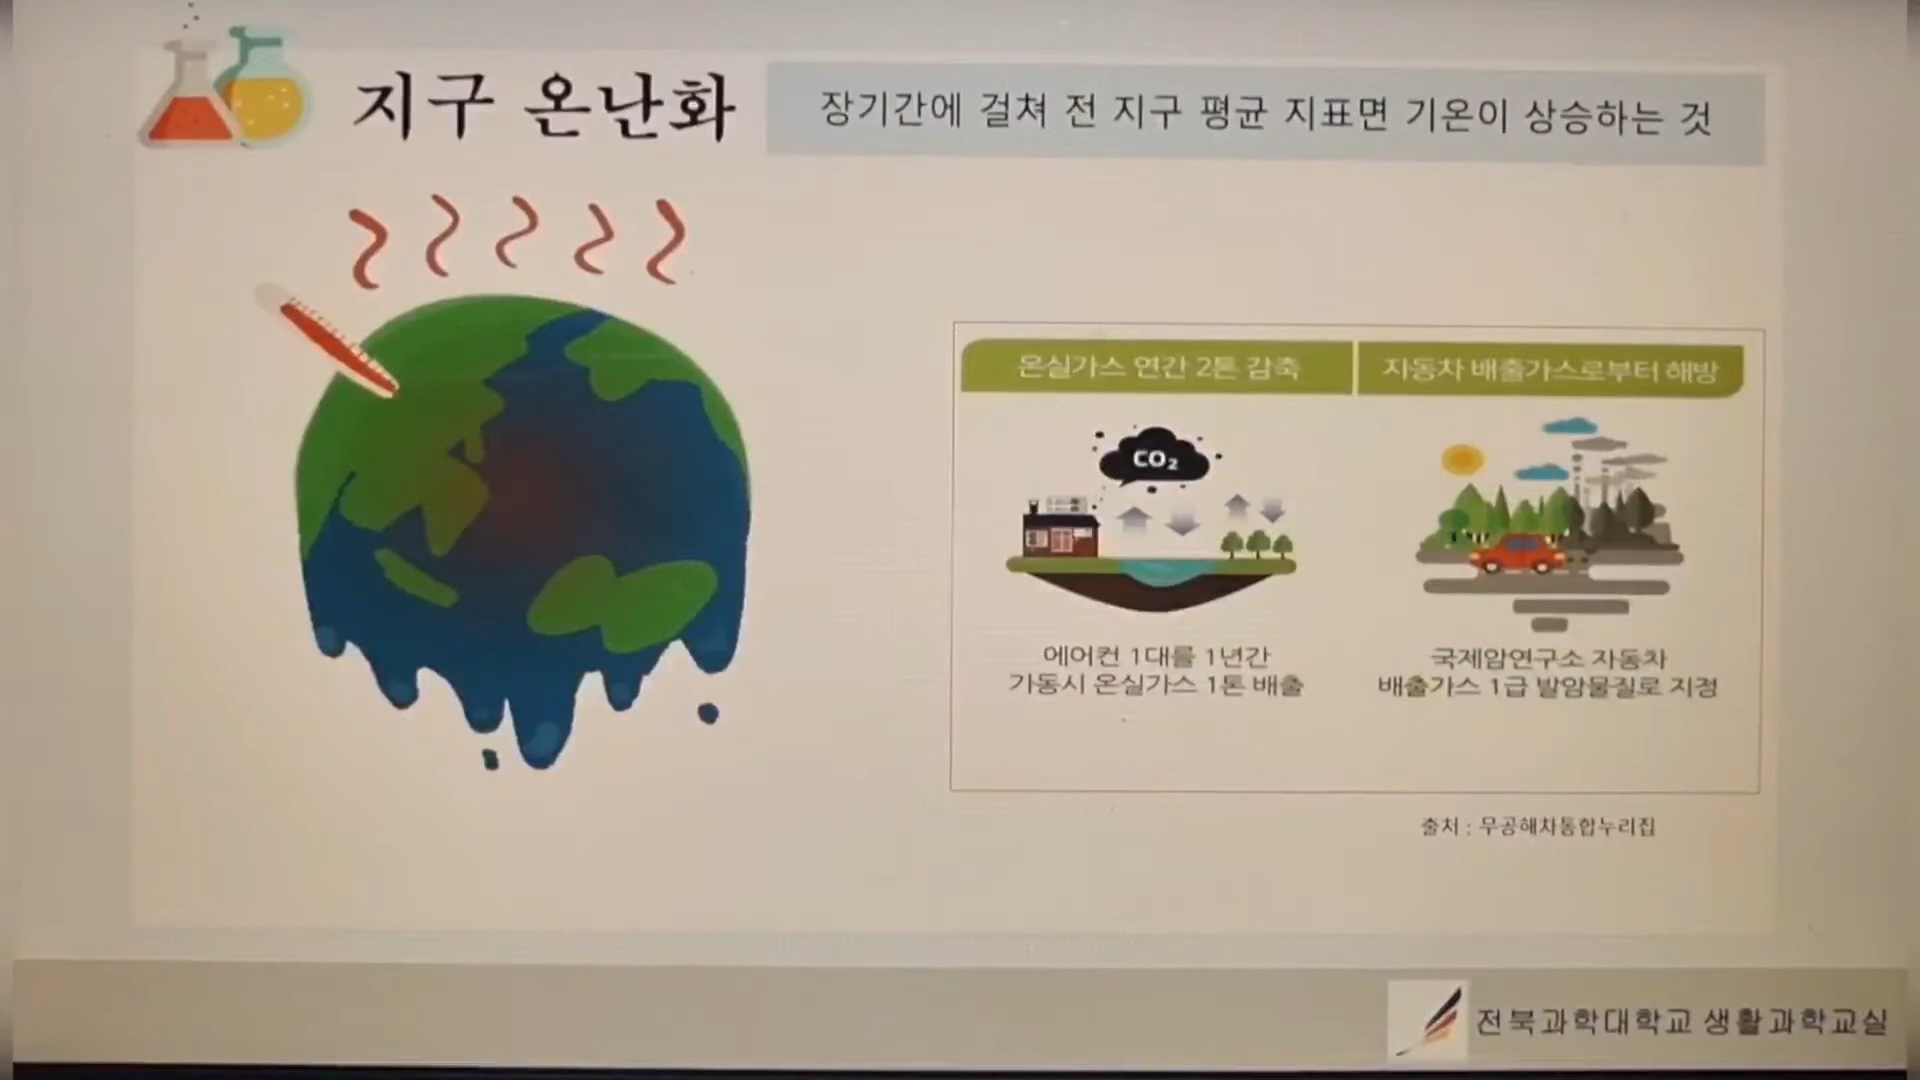 지구 온난화
장기간에 걸쳐 전 지구 평균 지표면 기온이 상승하는 것
온실가스 연간 2톤 감축
자동차 배출가스로부터 해방
CO₂
에어컨 1대를 1년간
가동시 온실가스 1톤 배출
국제암연구소 자동차
배출가스 1급 발암물질로 지정
출처 : 무공해차통합누리집
전북과학대학교 생활과학교실